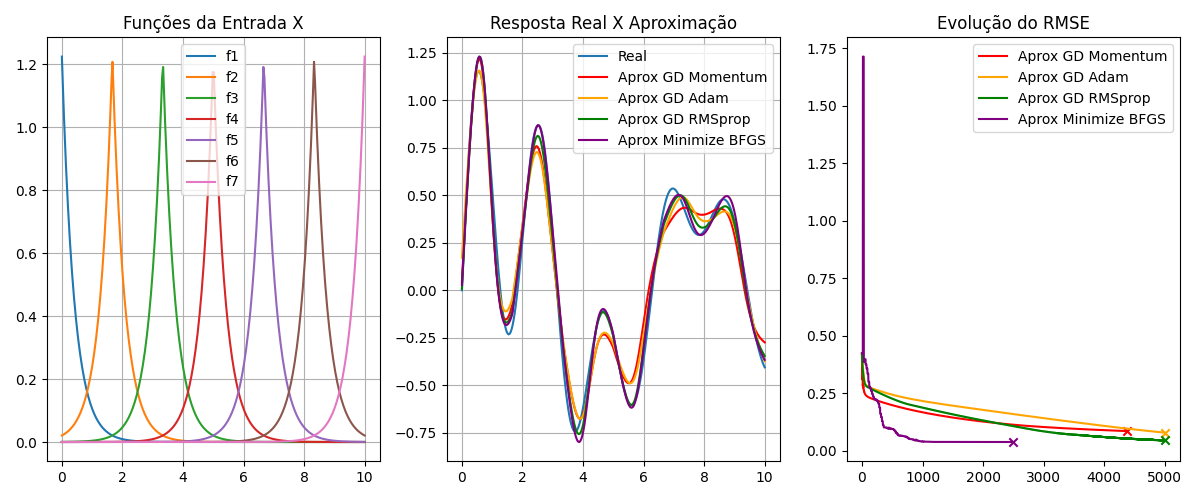 Funções da Entrada X
1.2
1.0
0.8
0.6
0.4
0.2
0.0
0
2
4
6
8
10
f1
f2
f3
f4
f5
f6
f7
Resposta Real X Aproximação
1.25
1.00
0.75
0.50
0.25
0.00
−0.25
−0.50
−0.75
0
2
4
6
8
10
Real
Aprox GD Momentum
Aprox GD Adam
Aprox GD RMSprop
Aprox Minimize BFGS
Evolução do RMSE
1.75
1.50
1.25
1.00
0.75
0.50
0.25
0.00
0
1000
2000
3000
4000
5000
Aprox GD Momentum
Aprox GD Adam
Aprox GD RMSprop
Aprox Minimize BFGS